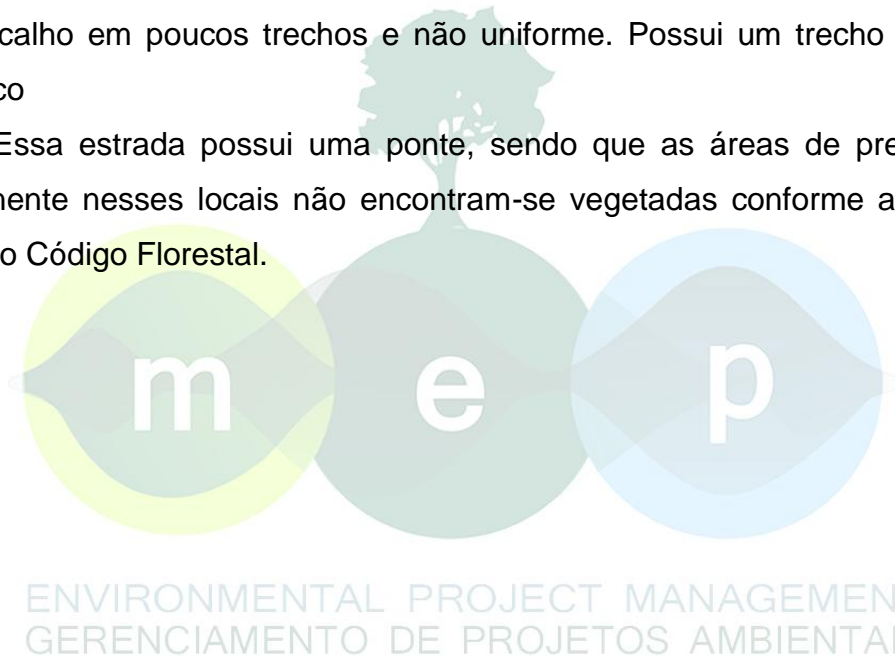 calho em poucos trechos e não uniforme. Possui um trecho
co
Essa estrada possui uma ponte, sendo que as áreas de pre
mente nesses locais não encontram-se vegetadas conforme a
o Código Florestal.
m e p
ENVIRONMENTAL PROJECT MANAGEMEN
GERENCIAMENTO DE PROJETOS AMBIENTA